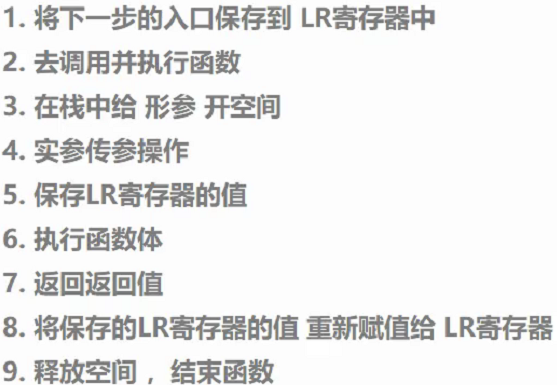 1. 将下一步的入口保存到 LR寄存器中
2. 去调用并执行函数
3. 在栈中给 形参 开空间
4. 实参传参操作
5. 保存LR寄存器的值
6. 执行函数体
7. 返回返回值
8. 将保存的LR寄存器的值 重新赋值给 LR寄存器
9. 释放空间 ，结束函数